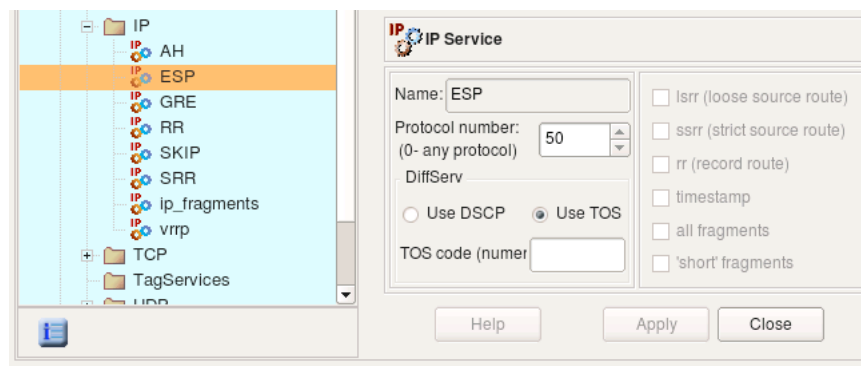 IP
AH
ESP
GRE
RR
SKIP
SRR
ip_fragments
vrrp
TCP
TagServices
IP Service
Name: ESP
Protocol number:
(0- any protocol)
50
DiffServ
Use DSCP
Use TOS
TOS code (numer
lsrr (loose source route)
ssrr (strict source route)
rr (record route)
timestamp
all fragments
'short' fragments
Help
Apply
Close